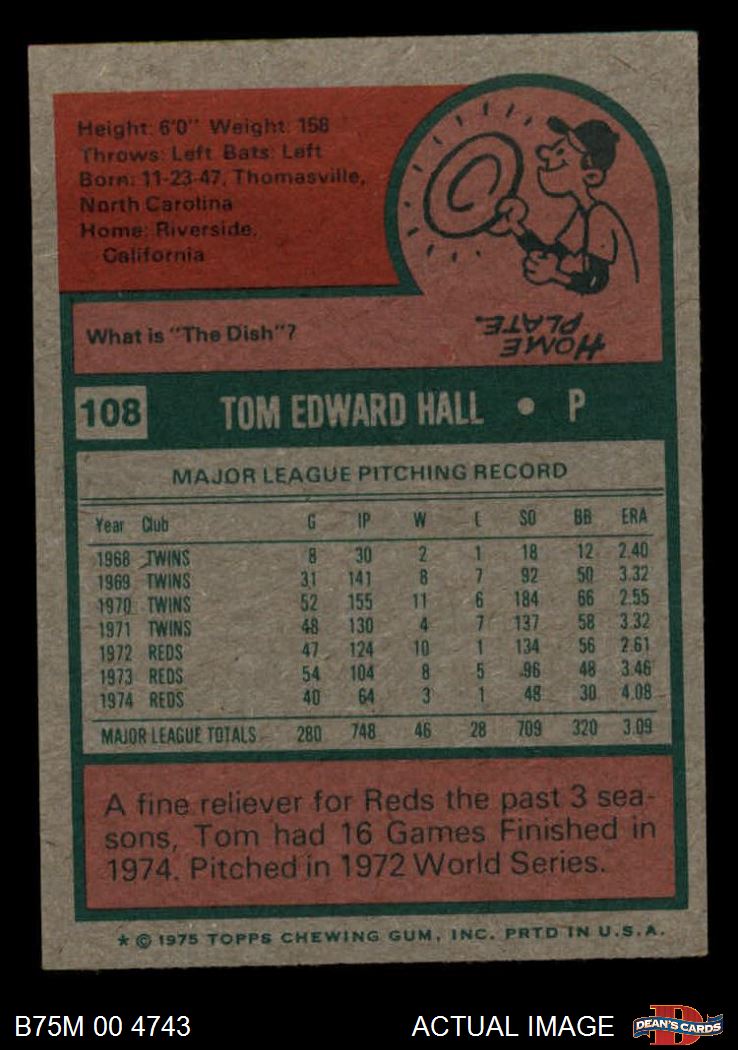 Height: 6'0" Weight: 158
Throws: Left Bats: Left
Born: 11-23-47, Thomasville,
North Carolina
Home: Riverside,
California
What is "The Dish"?
HOME
PLATE.
108 TOM EDWARD HALL • P
MAJOR LEAGUE PITCHING RECORD
Year Club G IP W L SO BB ERA
1968 TWINS 8 30 2 1 18 12 2.40
1969 TWINS 31 141 8 7 92 50 3.32
1970 TWINS 52 155 11 6 184 66 2.55
1971 TWINS 48 130 4 7 137 58 3.32
1972 REDS 47 124 10 1 134 56 2.61
1973 REDS 54 104 8 5 96 48 3.46
1974 REDS 40 64 3 1 48 30 4.08
MAJOR LEAGUE TOTALS 280 748 46 28 709 320 3.09
A fine reliever for Reds the past 3 sea-
sons, Tom had 16 Games Finished in
1974. Pitched in 1972 World Series.
* © 1975 TOPPS CHEWING GUM, INC. PRTD IN U.S.A.
B75M 00 4743 ACTUAL IMAGE
D
DEAN'S CARDS